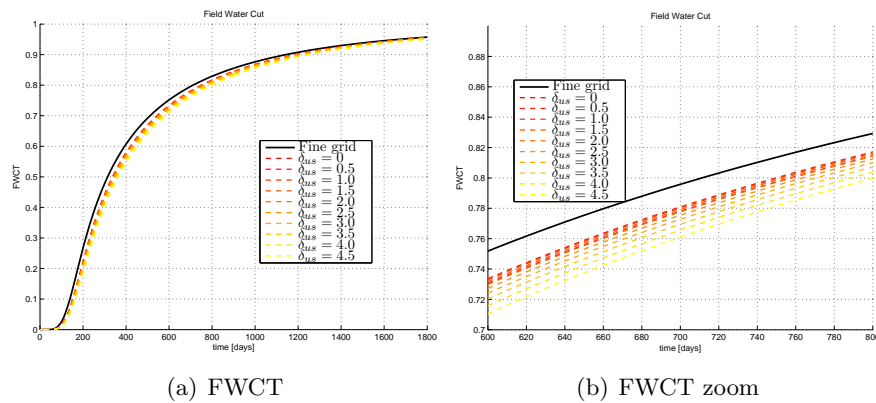 Field Water Cut
1
0.9
0.8
0.7
0.6
0.5
0.4
0.3
0.2
0.1
0
FWCT
0 200 400 600 800 1000 1200 1400 1600 1800
time [days]
Fine grid
δus = 0
δus = 0.5
δus = 1.0
δus = 1.5
δus = 2.0
δus = 2.5
δus = 3.0
δus = 3.5
δus = 4.0
δus = 4.5
(a) FWCT
Field Water Cut
0.88
0.86
0.84
0.82
0.8
0.78
0.76
0.74
0.72
0.7
FWCT
600 620 640 660 680 700 720 740 760 780 800
time [days]
Fine grid
δus = 0
δus = 0.5
δus = 1.0
δus = 1.5
δus = 2.0
δus = 2.5
δus = 3.0
δus = 3.5
δus = 4.0
δus = 4.5
(b) FWCT zoom